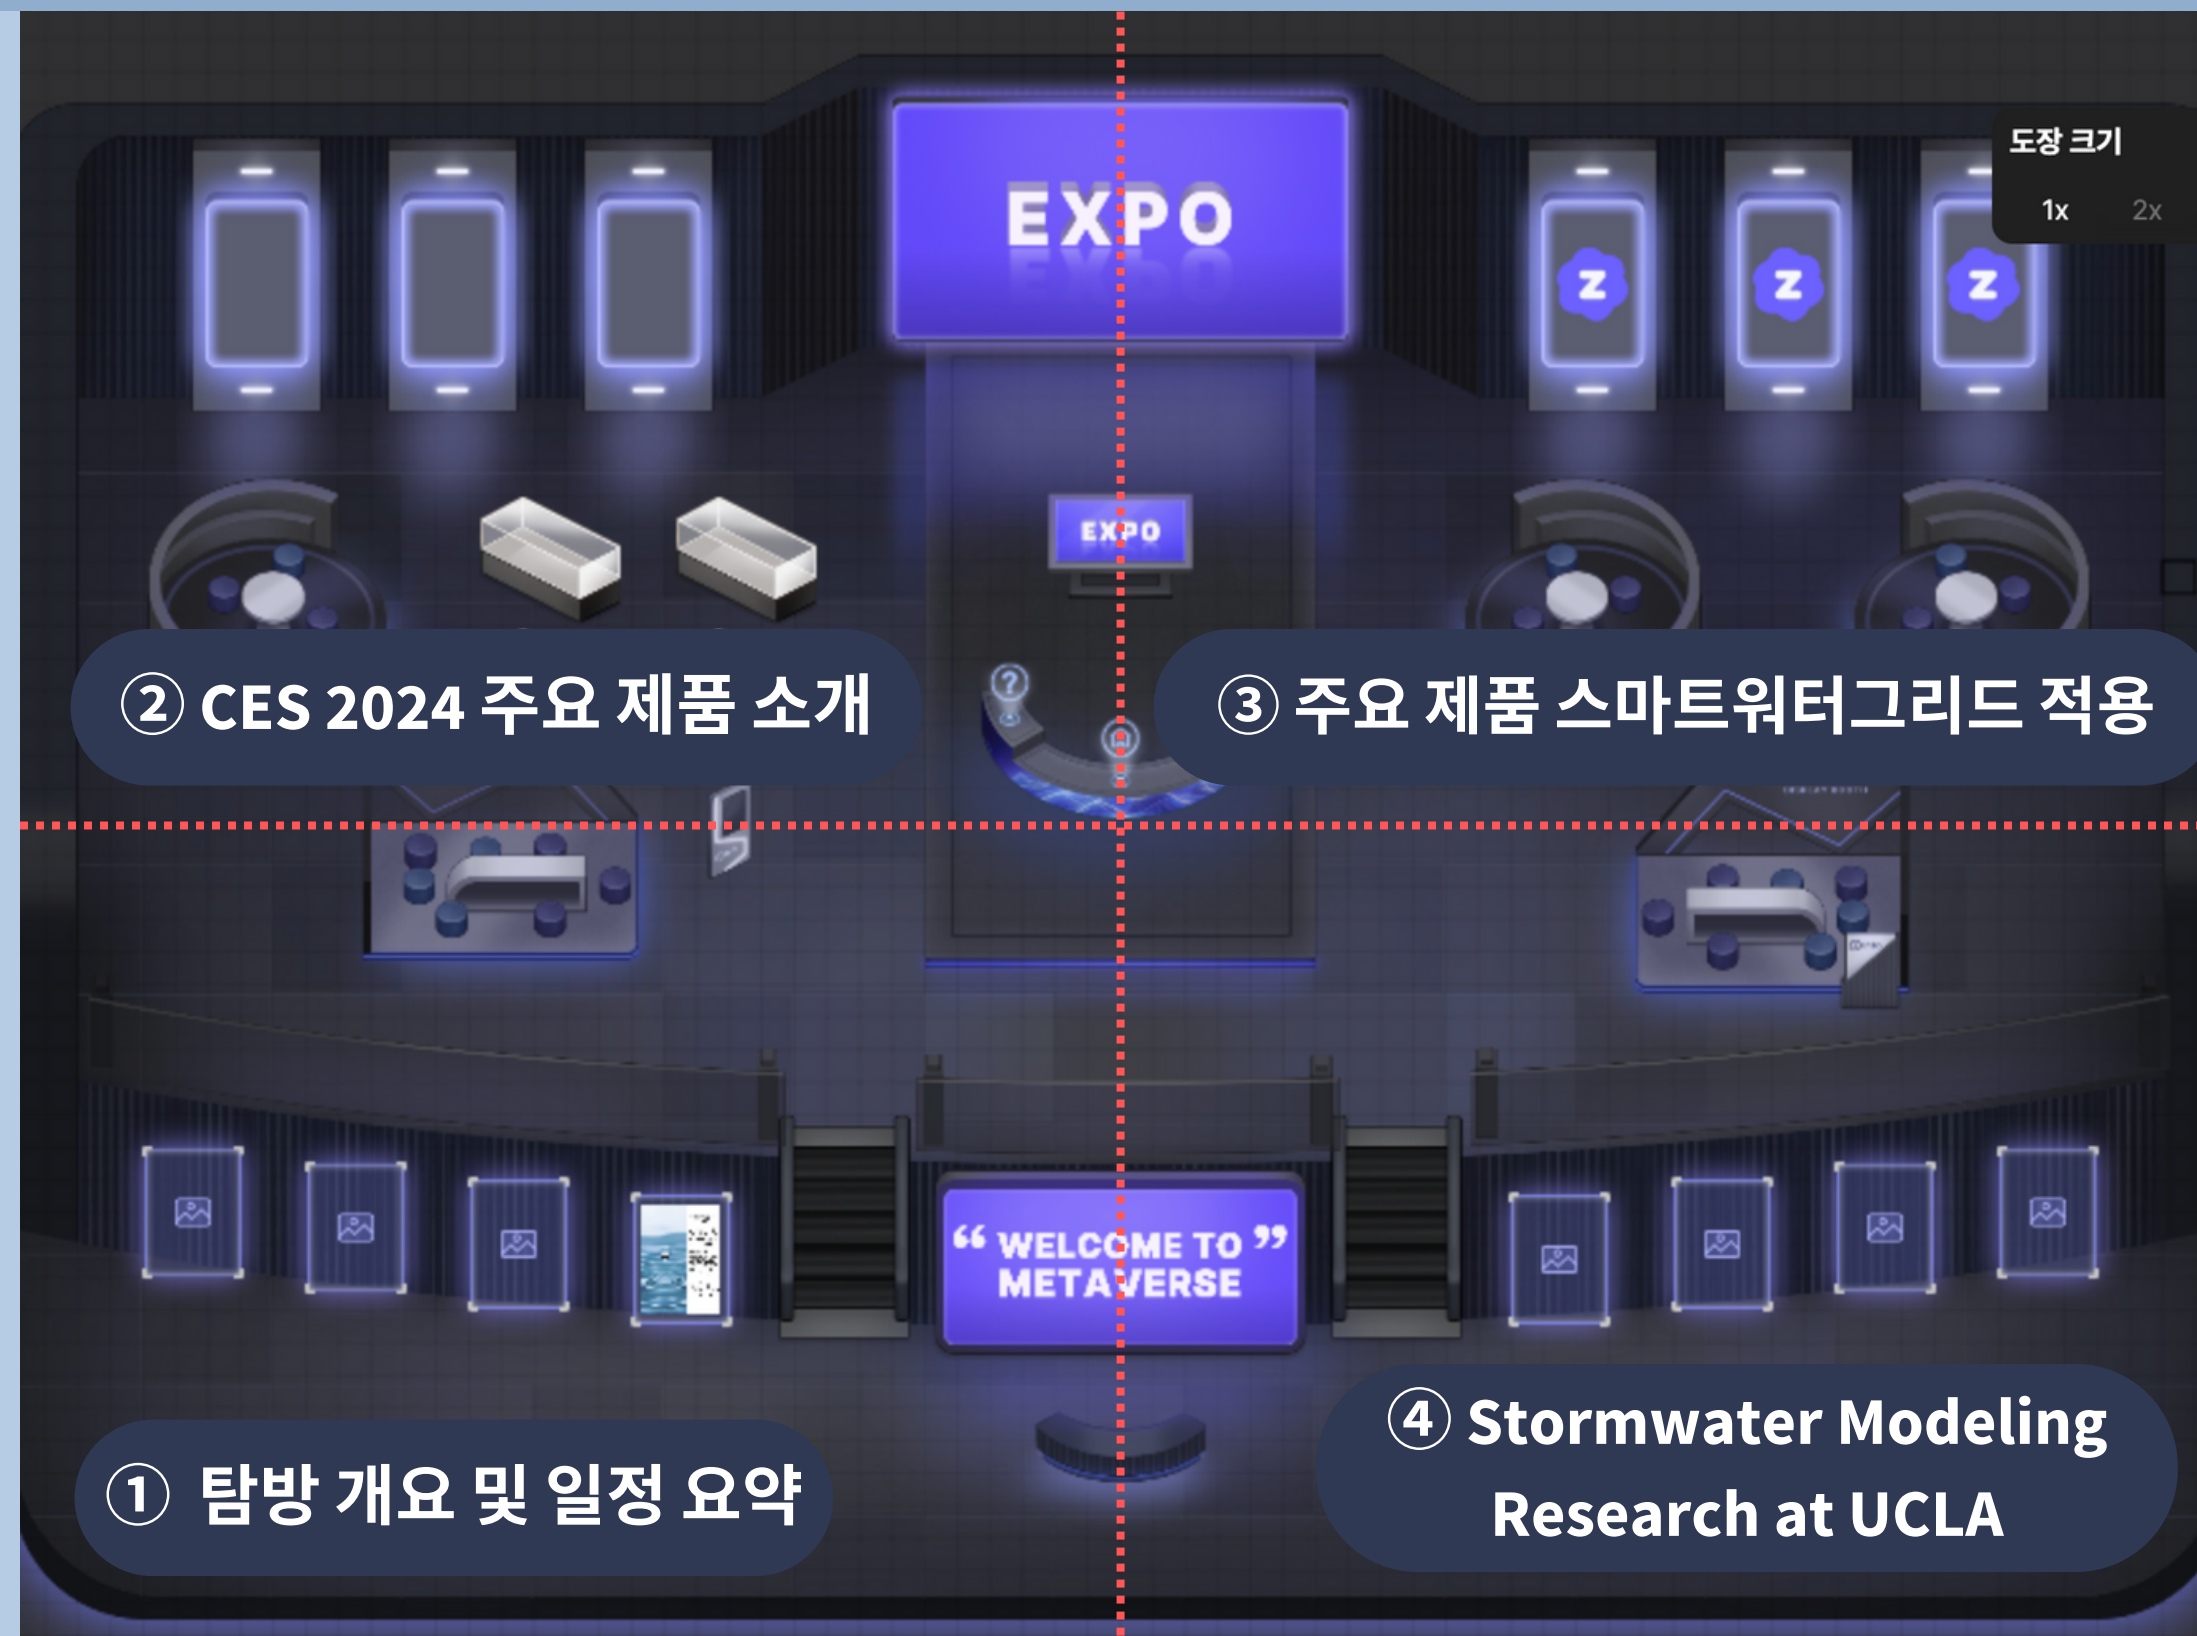 EXPO
도장 크기
1x 2x
z z z
EXPO
?
② CES 2024 주요 제품 소개
③ 주요 제품 스마트워터그리드 적용
“ WELCOME TO ”
METAVERSE
① 탐방 개요 및 일정 요약
④ Stormwater Modeling
Research at UCLA